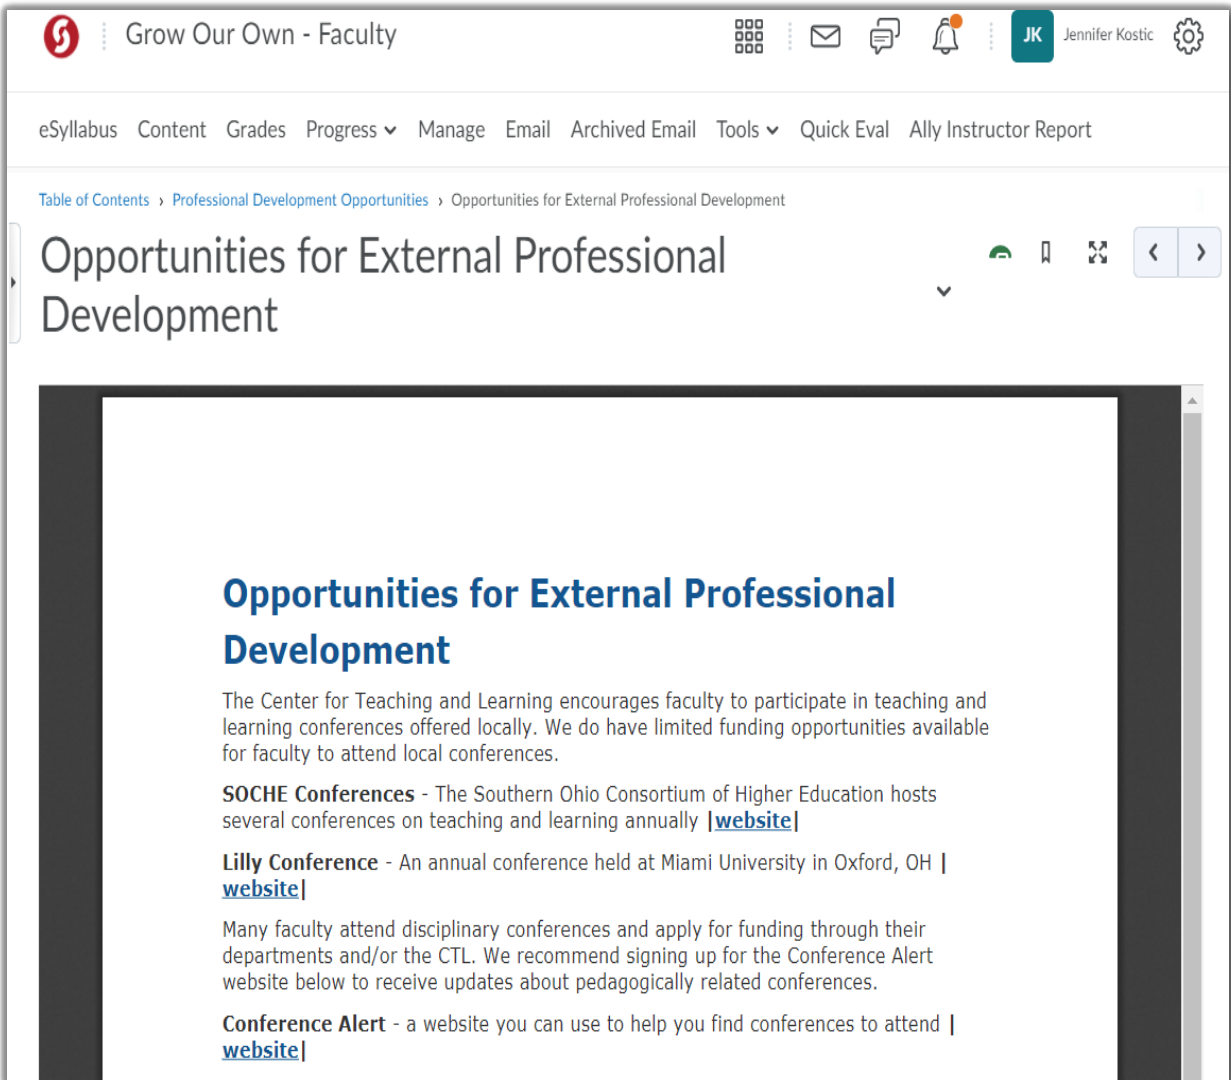 Grow Our Own - Faculty
JK
Jennifer Kostic
eSyllabus Content Grades Progress Manage Email Archived Email Tools Quick Eval Ally Instructor Report
Table of Contents › Professional Development Opportunities › Opportunities for External Professional Development
Opportunities for External Professional
Development
Opportunities for External Professional
Development
The Center for Teaching and Learning encourages faculty to participate in teaching and
learning conferences offered locally. We do have limited funding opportunities available
for faculty to attend local conferences.
SOCHE Conferences - The Southern Ohio Consortium of Higher Education hosts
several conferences on teaching and learning annually |website|
Lilly Conference - An annual conference held at Miami University in Oxford, OH |
website|
Many faculty attend disciplinary conferences and apply for funding through their
departments and/or the CTL. We recommend signing up for the Conference Alert
website below to receive updates about pedagogically related conferences.
Conference Alert - a website you can use to help you find conferences to attend |
website|